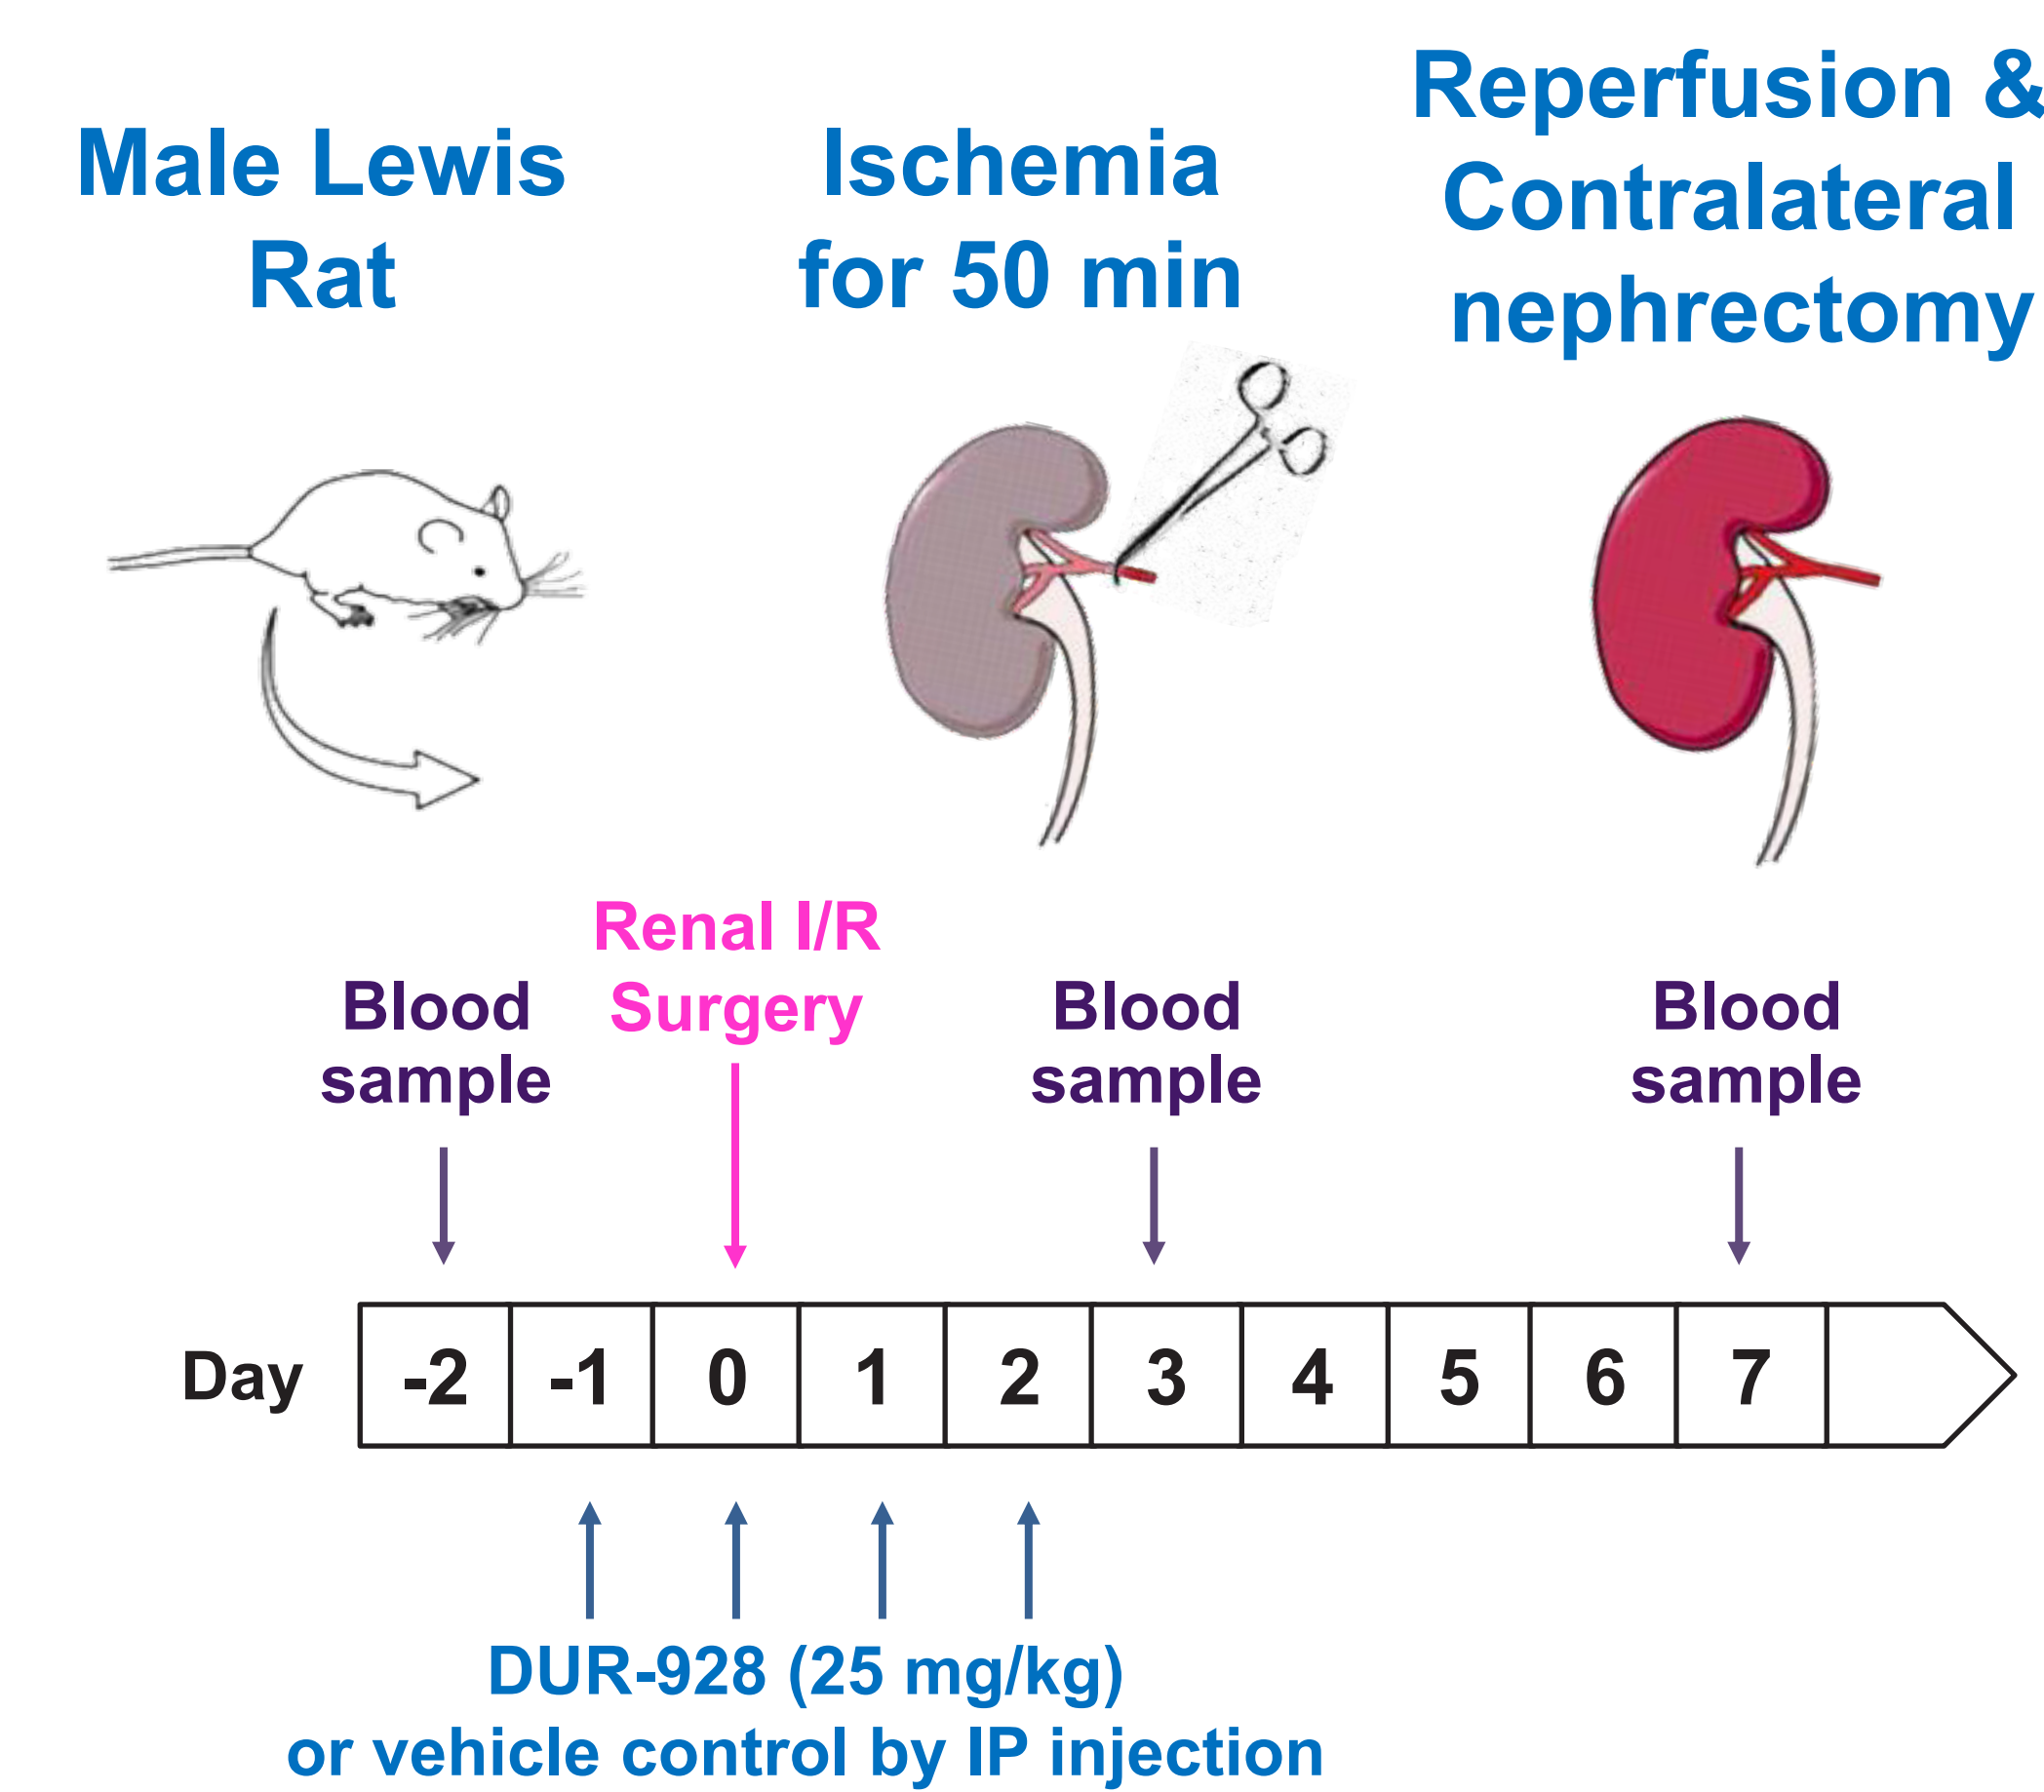 Male Lewis
Rat
Ischemia
for 50 min
Reperfusion &
Contralateral
nephrectomy
Blood
sample
Renal I/R
Surgery
Blood
sample
Blood
sample
Day -2 -1 0 1 2 3 4 5 6 7
DUR-928 (25 mg/kg)
or vehicle control by IP injection